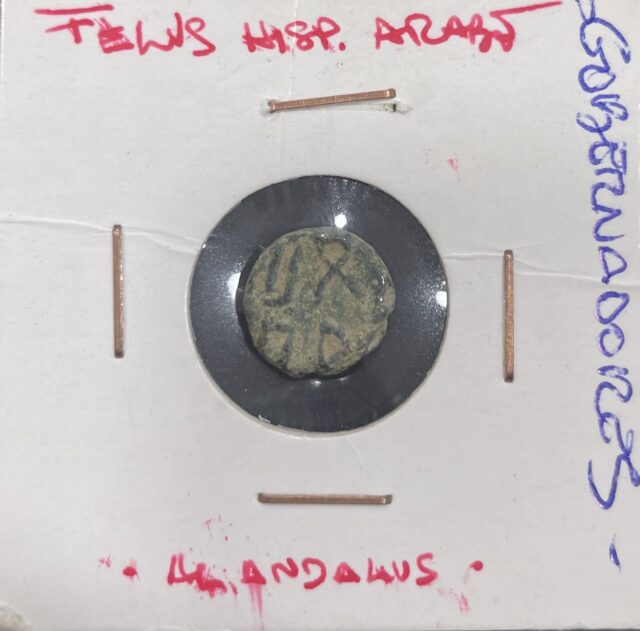 FELUS HISP. ARABE
GOBERNADORES -
• AL ANDALUS •